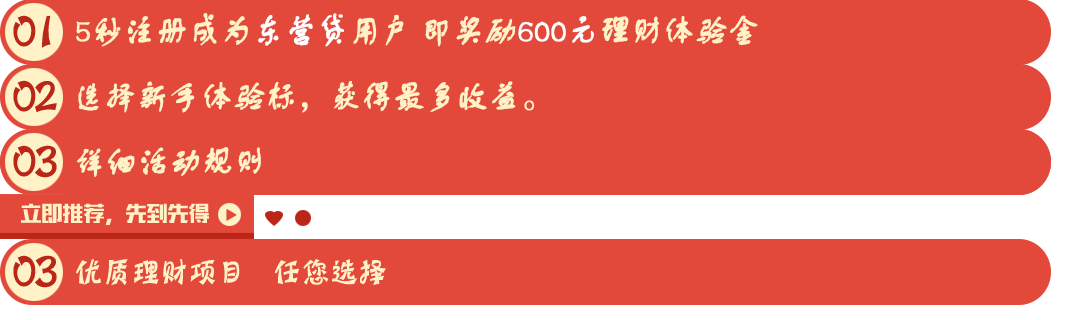 01 5秒注册成为东营贷用户 即奖励600元理财体验金
02 选择新手体验标，获得最多收益。
03 详细活动规则
立即推荐，先到先得
03 优质理财项目 任您选择